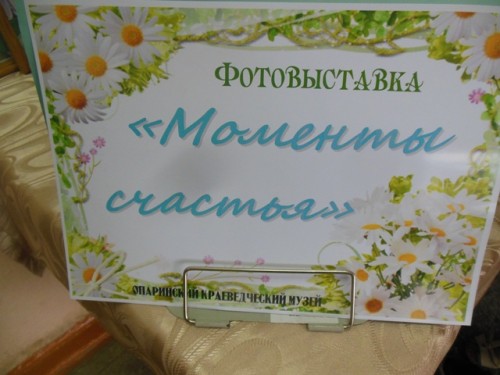 Фотовыставка
«Моменты
счастья»
Опаринский краеведческий музей